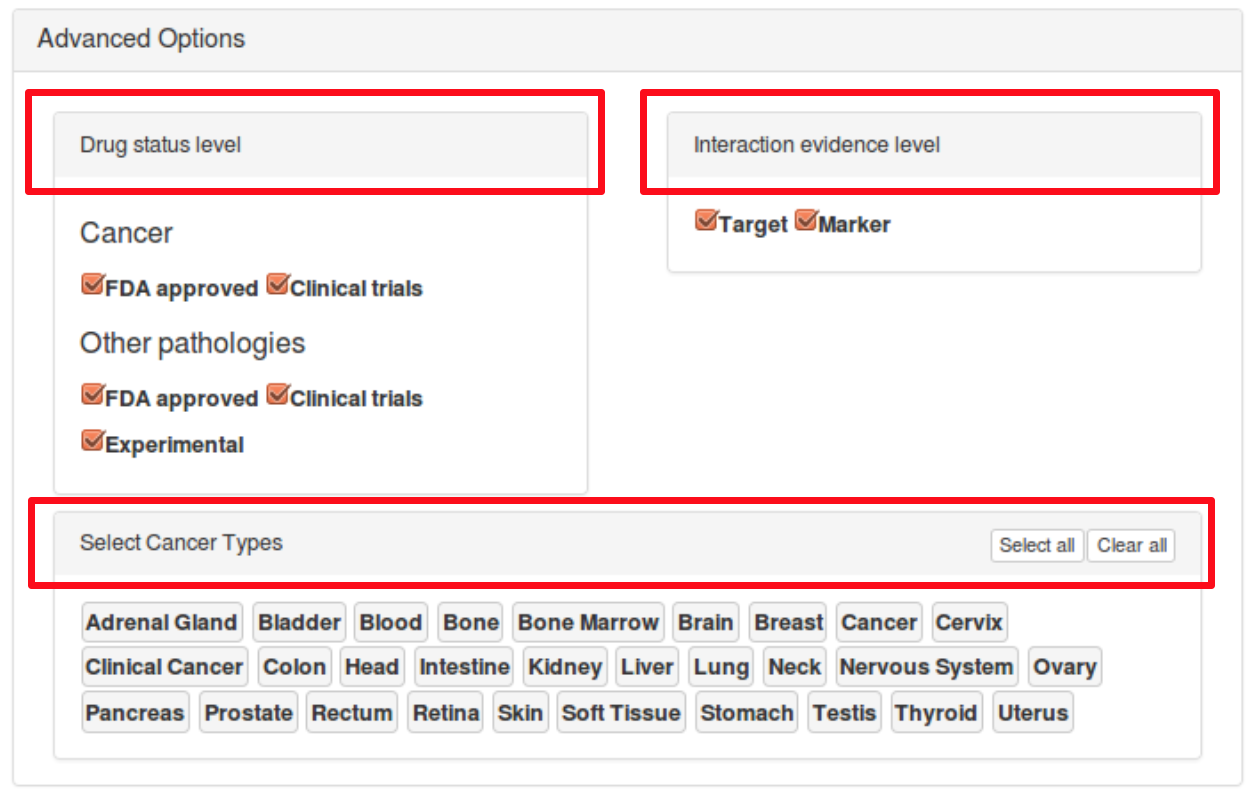 Advanced Options
Drug status level
Interaction evidence level
Cancer
Target Marker
FDA approved Clinical trials
Other pathologies
FDA approved Clinical trials
Experimental
Select Cancer Types Select all Clear all
Adrenal Gland Bladder Blood Bone Bone Marrow Brain Breast Cancer Cervix
Clinical Cancer Colon Head Intestine Kidney Liver Lung Neck Nervous System Ovary
Pancreas Prostate Rectum Retina Skin Soft Tissue Stomach Testis Thyroid Uterus